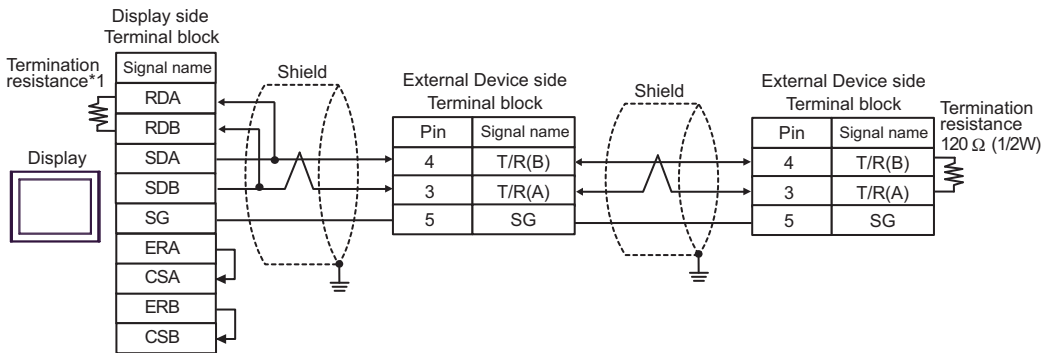 Display side
Terminal block
Termination
resistance*1
Signal name
RDA
RDB
SDA
SDB
SG
ERA
CSA
ERB
CSB
Display
Shield
External Device side
Terminal block
Pin Signal name
4 T/R(B)
3 T/R(A)
5 SG
Shield
External Device side
Terminal block
Pin Signal name
4 T/R(B)
3 T/R(A)
5 SG
Termination
resistance
120 Ω (1/2W)